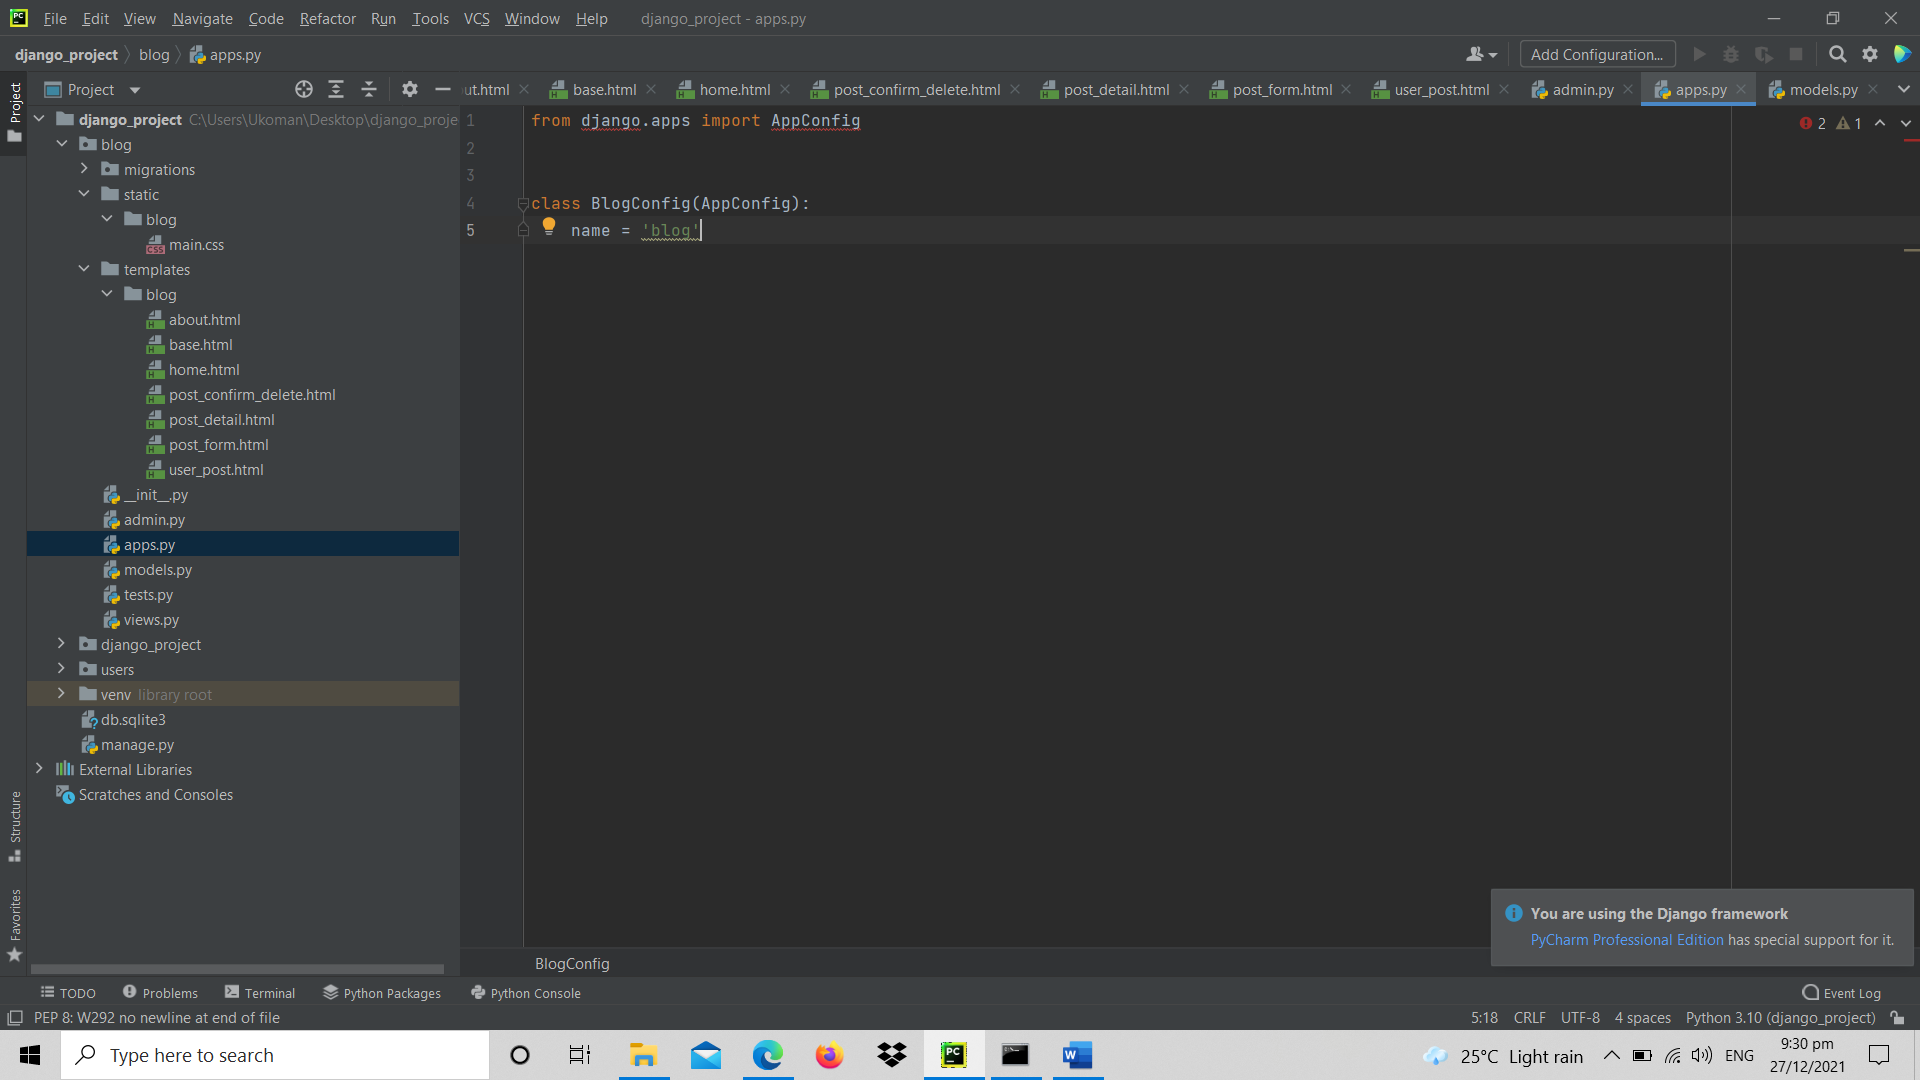 File Edit View Navigate Code Refactor Run Tools VCS Window Help django_project - apps.py
django_project blog apps.py Add Configuration...
Project ut.html base.html home.html post_confirm_delete.html post_detail.html post_form.html user_post.html admin.py apps.py models.py
Project
django_project C:\Users\Ukoman\Desktop\django_proje
blog
migrations
static
blog
main.css
templates
blog
about.html
base.html
home.html
post_confirm_delete.html
post_detail.html
post_form.html
user_post.html
__init__.py
admin.py
apps.py
models.py
tests.py
views.py
django_project
users
venv library root
db.sqlite3
manage.py
External Libraries
Scratches and Consoles
Structure
Favorites
1 from django.apps import AppConfig
2
3
4 class BlogConfig(AppConfig):
5 name = 'blog'
2 1
You are using the Django framework
PyCharm Professional Edition has special support for it.
BlogConfig
TODO Problems Terminal Python Packages Python Console Event Log
PEP 8: W292 no newline at end of file 5:18 CRLF UTF-8 4 spaces Python 3.10 (django_project)
Type here to search 25°C Light rain ENG 9:30 pm
27/12/2021